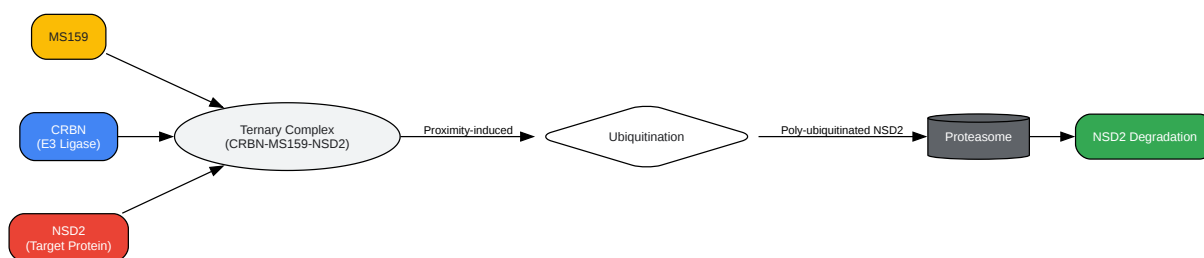 MS159
CRBN
(E3 Ligase)
NSD2
(Target Protein)
Ternary Complex
(CRBN-MS159-NSD2)
Proximity-induced
Ubiquitination
Poly-ubiquitinated NSD2
Proteasome
NSD2 Degradation